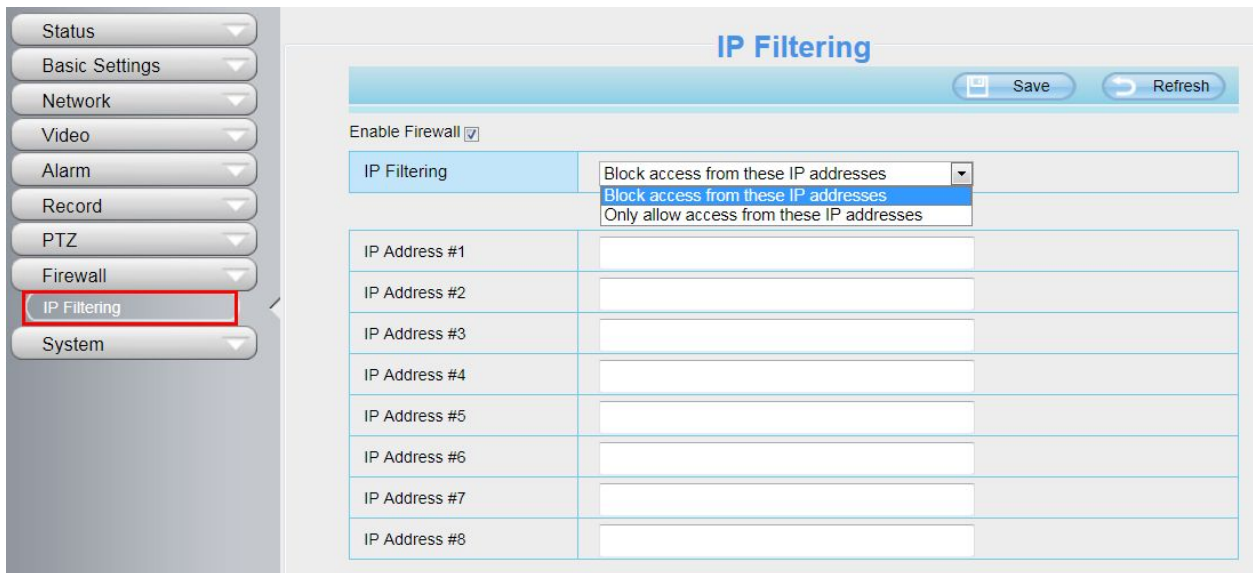 Status
Basic Settings
Network
Video
Alarm
Record
PTZ
Firewall
IP Filtering
System
IP Filtering
Save
Refresh
Enable Firewall
IP Filtering
Block access from these IP addresses
Block access from these IP addresses
Only allow access from these IP addresses
IP Address #1
IP Address #2
IP Address #3
IP Address #4
IP Address #5
IP Address #6
IP Address #7
IP Address #8